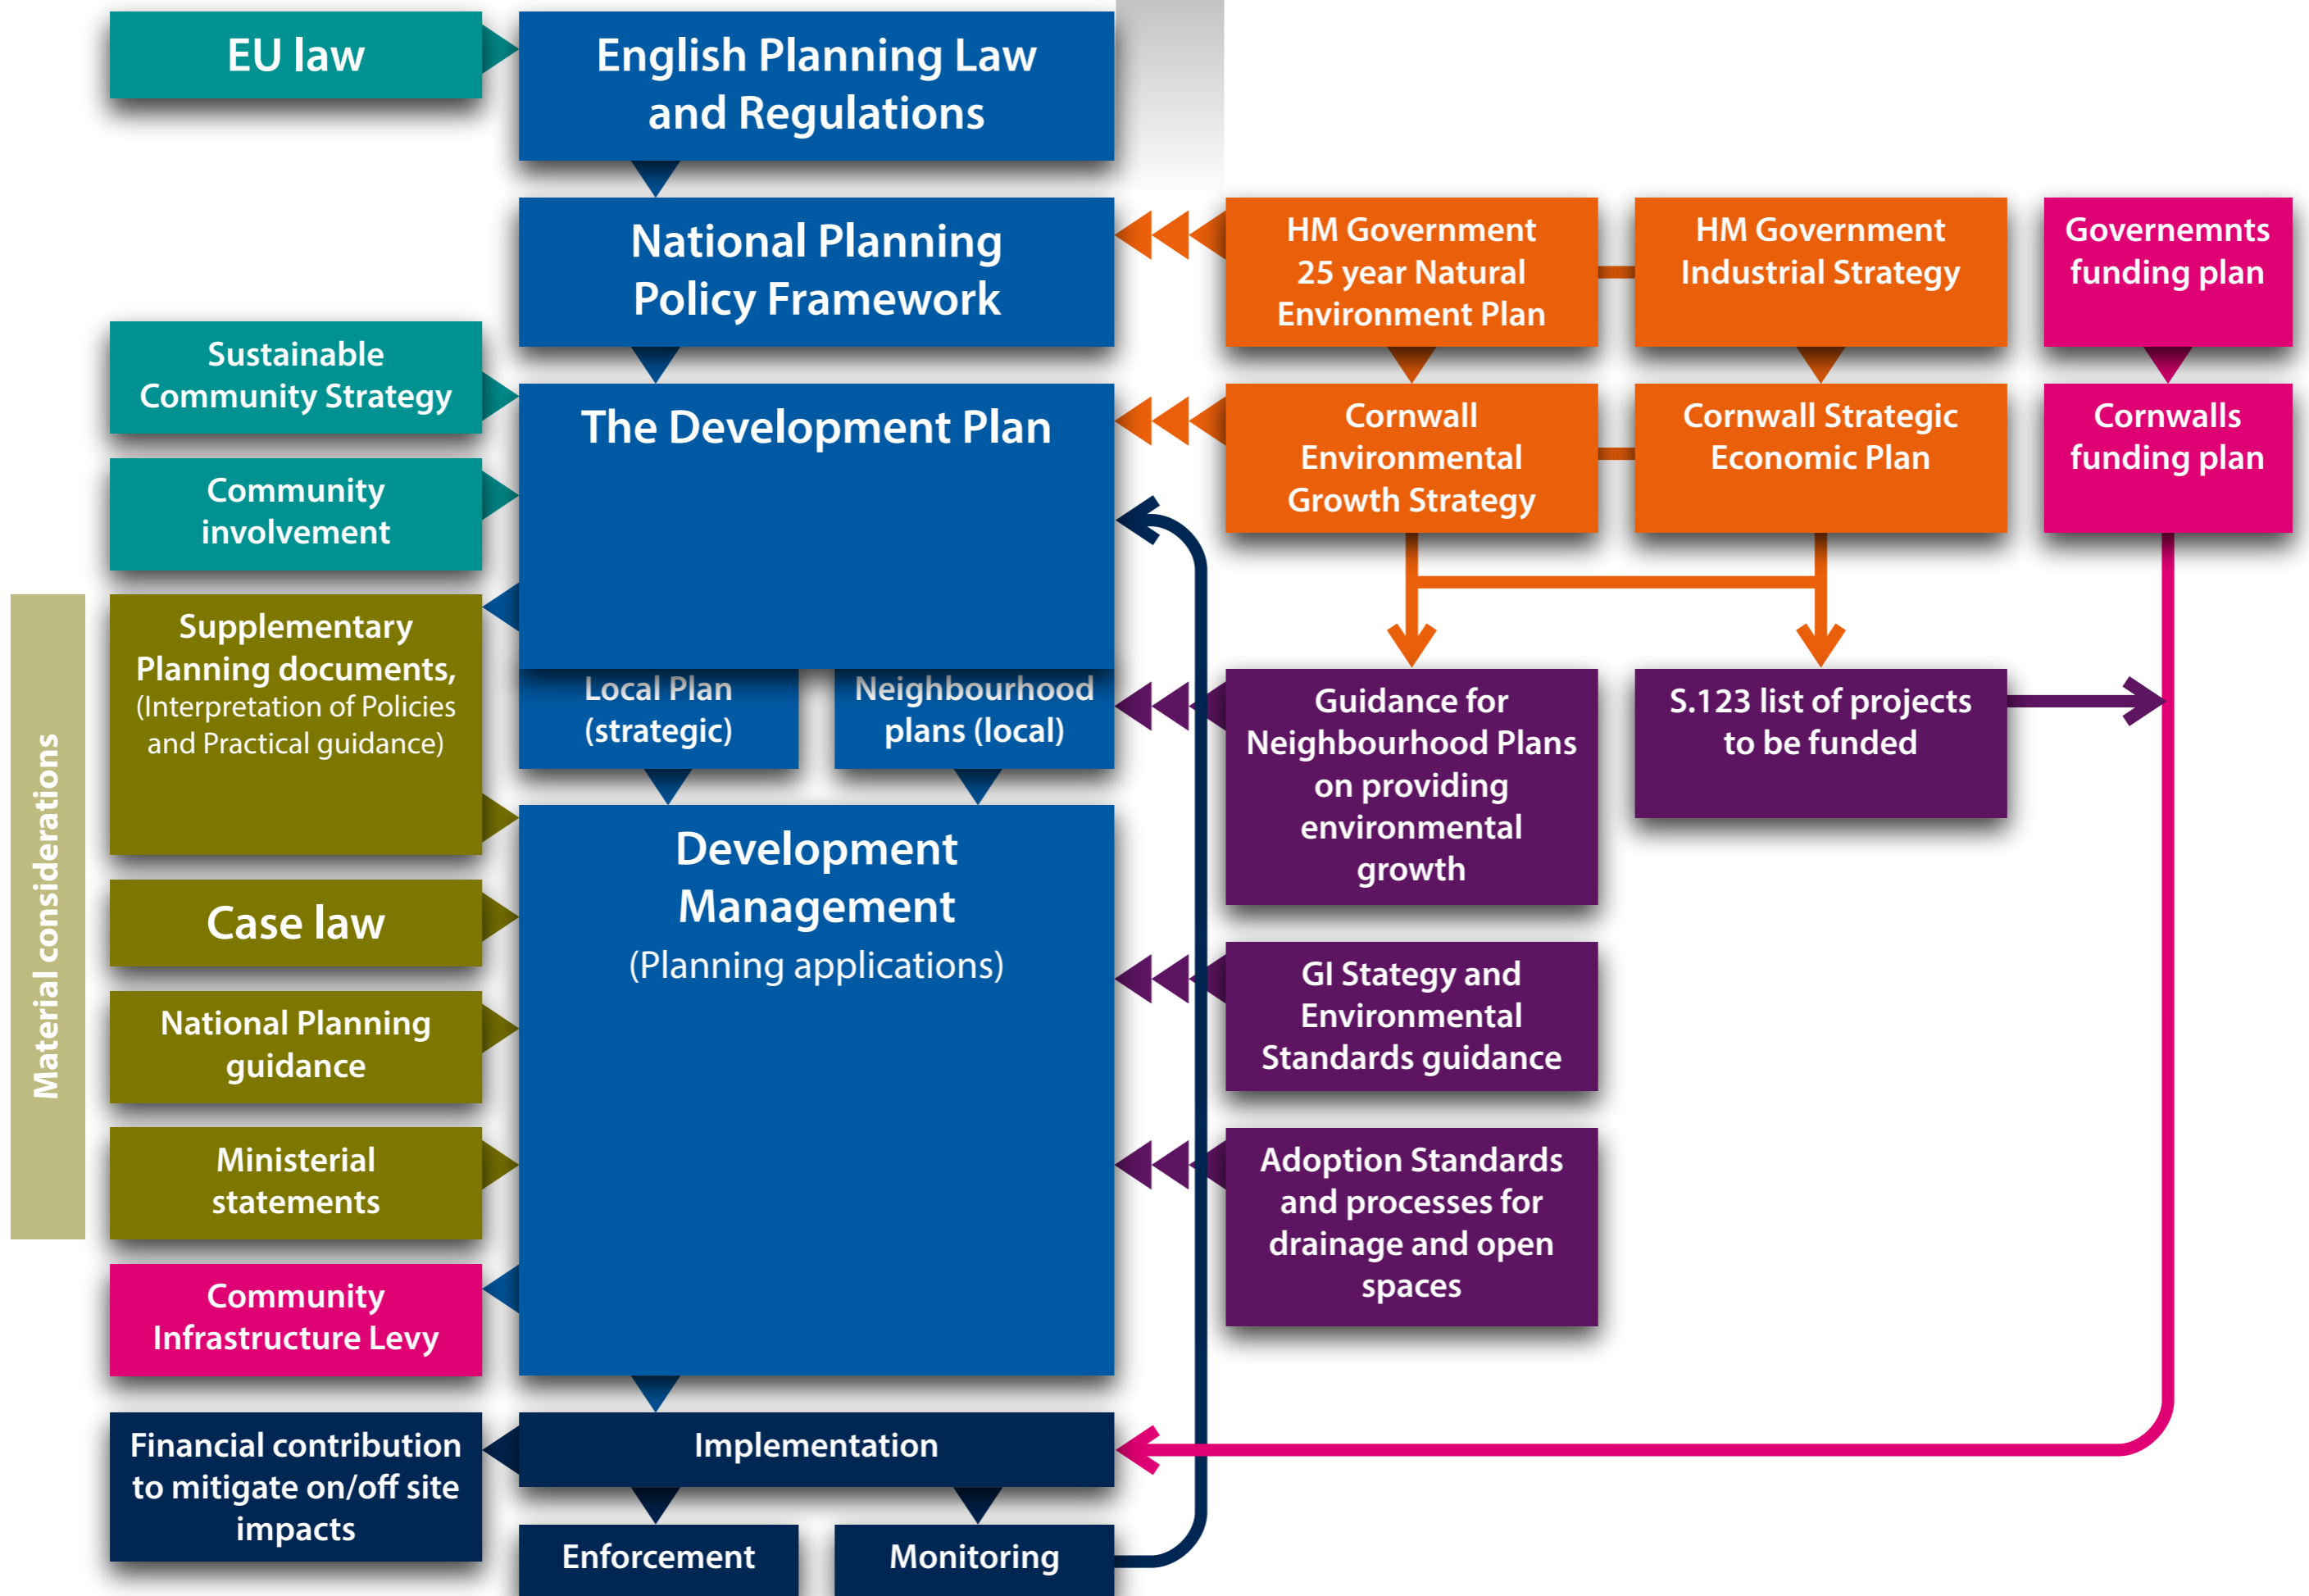 EU law
English Planning Law
and Regulations
National Planning
Policy Framework
HM Government
25 year Natural
Environment Plan
HM Government
Industrial Strategy
Governemnts
funding plan
Sustainable
Community Strategy
The Development Plan
Cornwall
Environmental
Growth Strategy
Cornwall Strategic
Economic Plan
Cornwalls
funding plan
Community
involvement
Material considerations
Supplementary
Planning documents,
(Interpretation of Policies
and Practical guidance)
Local Plan
(strategic)
Neighbourhood
plans (local)
Guidance for
Neighbourhood Plans
on providing
environmental
growth
S.123 list of projects
to be funded
Development
Management
(Planning applications)
Case law
National Planning
guidance
GI Stategy and
Environmental
Standards guidance
Ministerial
statements
Adoption Standards
and processes for
drainage and open
spaces
Community
Infrastructure Levy
Financial contribution
to mitigate on/off site
impacts
Implementation
Enforcement
Monitoring